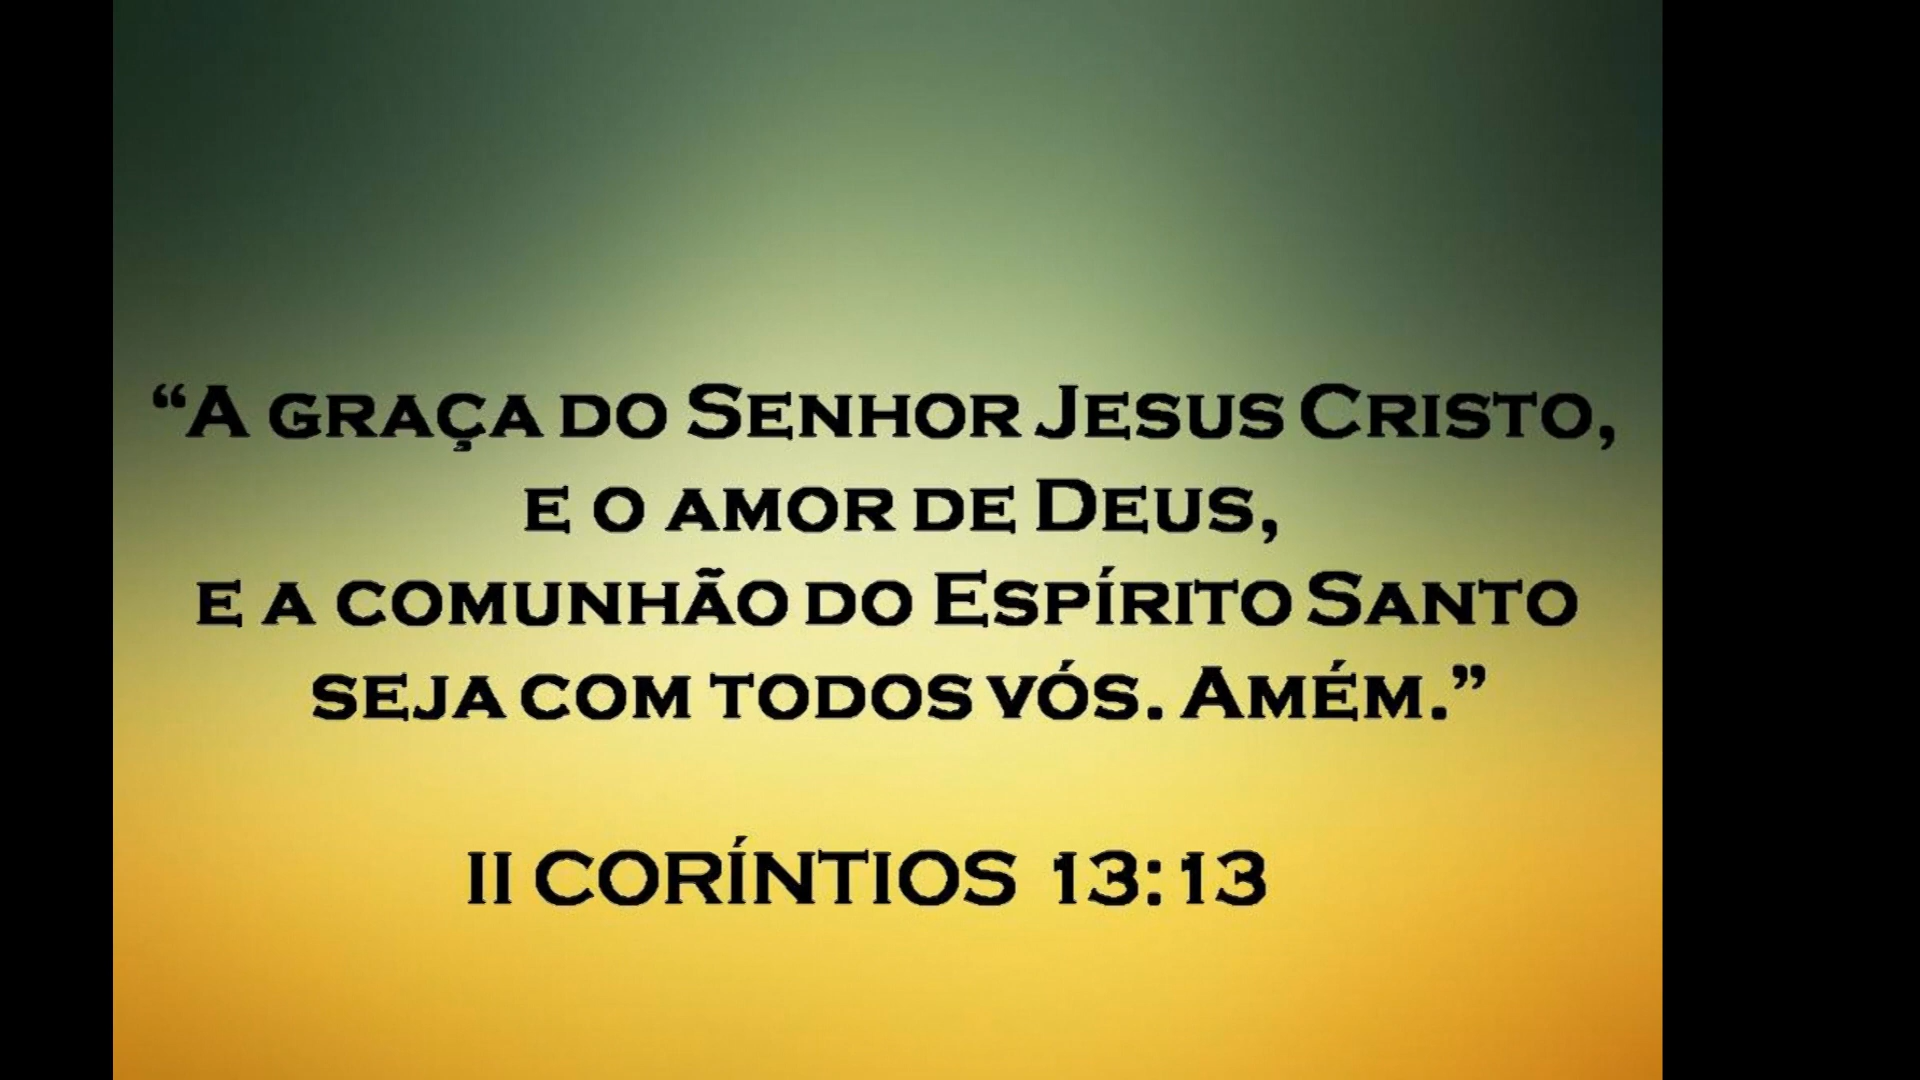 “A graça do Senhor Jesus Cristo,
e o amor de Deus,
e a comunhão do Espírito Santo
seja com todos vós. Amém.”
II CORÍNTIOS 13:13